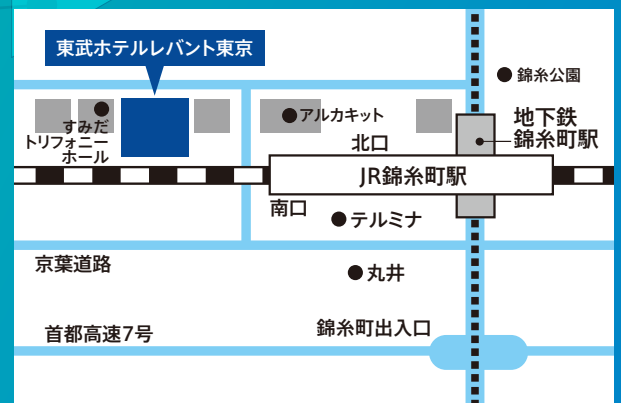 東武ホテルレバント東京
錦糸公園
すみだ
トリフォニー
ホール
アルカキット
地下鉄
錦糸町駅
北口
JR錦糸町駅
南口
テルミナ
京葉道路
丸井
首都高速7号
錦糸町出入口